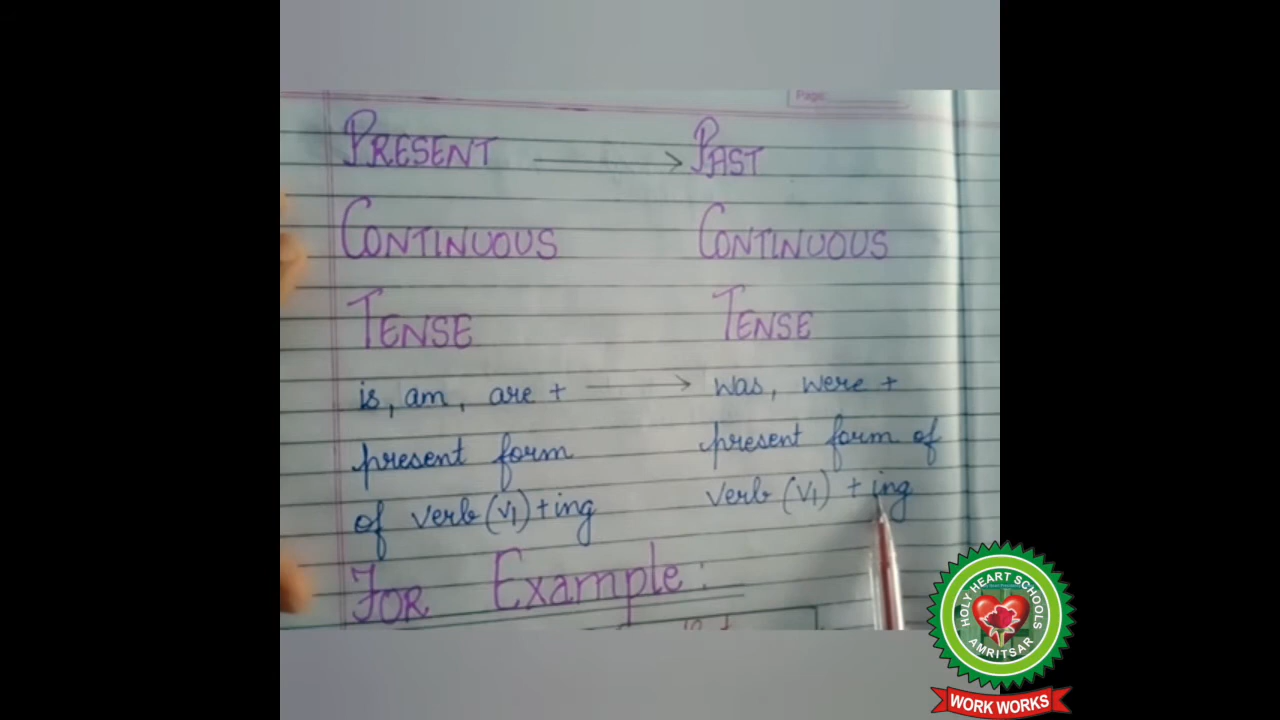 Page:
PRESENT → PAST
CONTINUOUS CONTINUOUS
TENSE TENSE
is, am, are + → was, were +
present form present form of
of verb (V1) + ing verb (V1) + ing
FOR Example:
HOLY HEART SCHOOLS
AMRITSAR
WORK WORKS